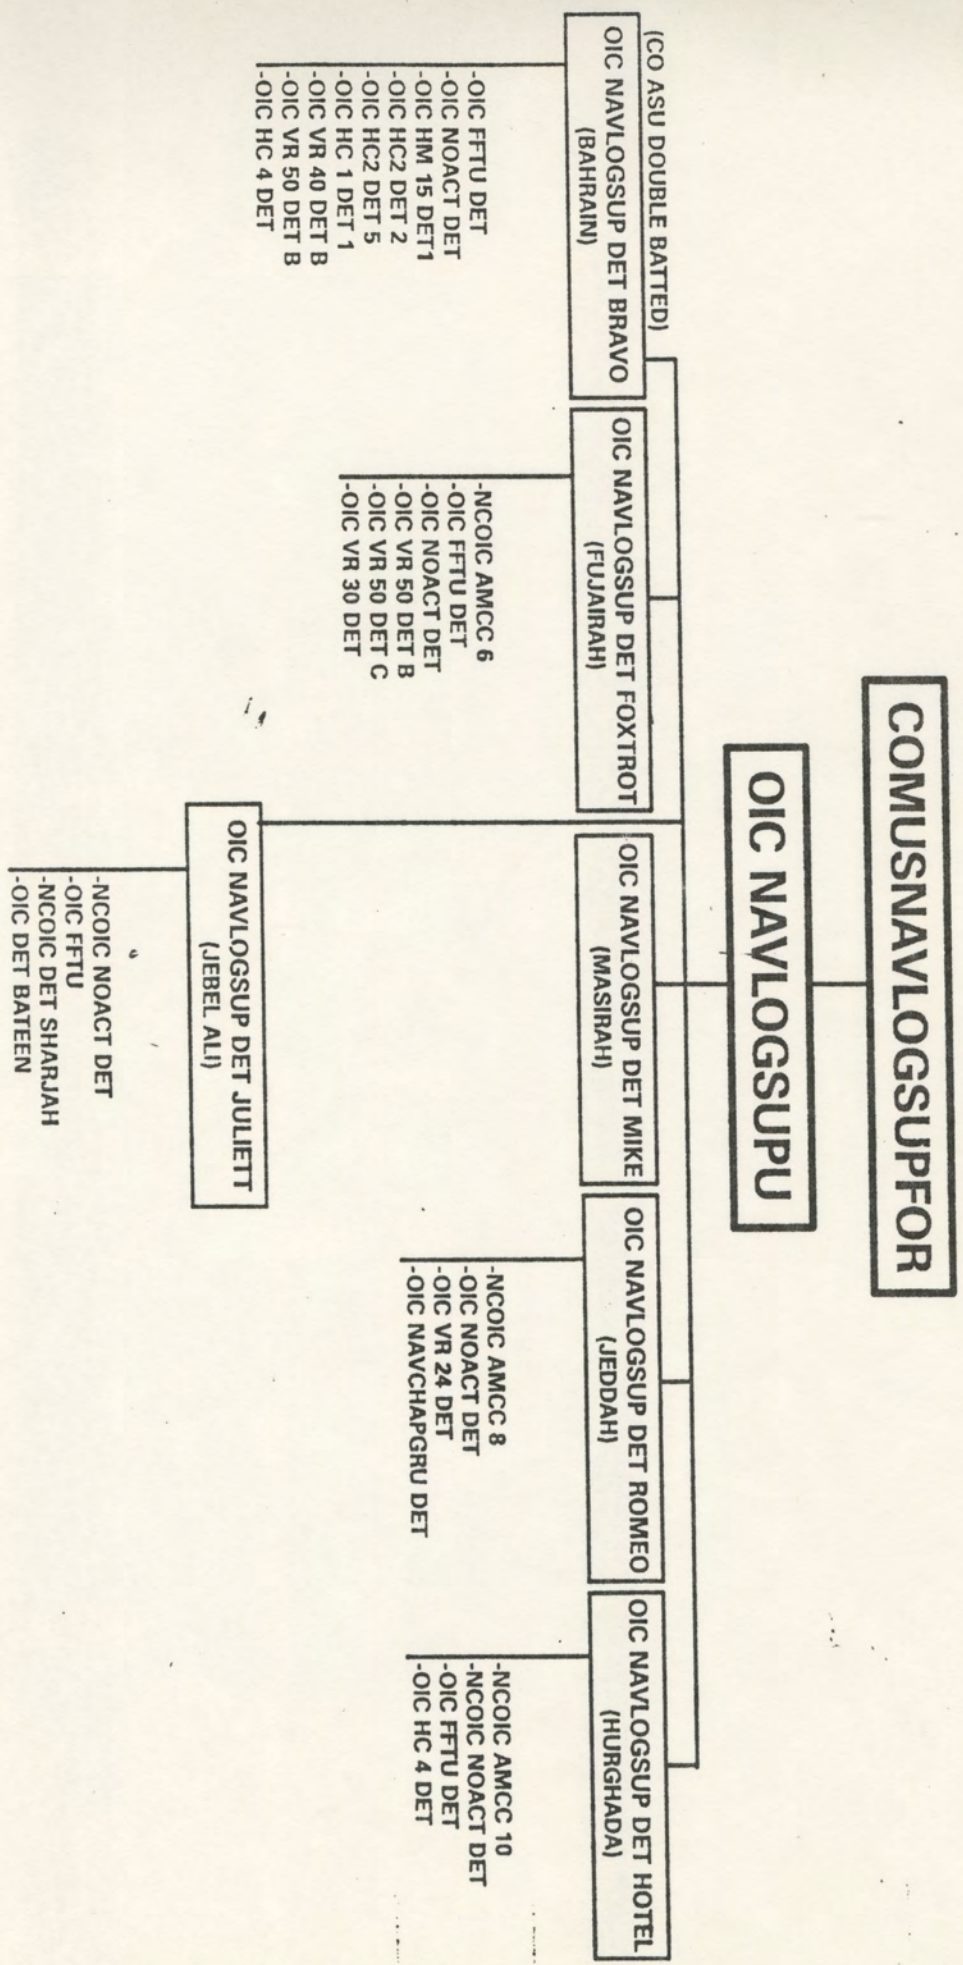 COMUSNAVLOGSUPFOR
OIC NAVLOGSUPU
(CO ASU DOUBLE BATTED)
OIC NAVLOGSUP DET BRAVO
(BAHRAIN)
-OIC FFTU DET
-OIC NOACT DET
-OIC HM 15 DET1
-OIC HC2 DET 2
-OIC HC2 DET 5
-OIC HC 1 DET 1
-OIC VR 40 DET B
-OIC VR 50 DET B
-OIC HC 4 DET
OIC NAVLOGSUP DET FOXTROT
(FUJAIRAH)
-NCOIC AMCC 6
-OIC FFTU DET
-OIC NOACT DET
-OIC VR 50 DET B
-OIC VR 50 DET C
-OIC VR 30 DET
OIC NAVLOGSUP DET MIKE
(MASIRAH)
OIC NAVLOGSUP DET ROMEO
(JEDDAH)
-NCOIC AMCC 8
-OIC NOACT DET
-OIC VR 24 DET
-OIC NAVCHAPGRU DET
OIC NAVLOGSUP DET HOTEL
(HURGHADA)
-NCOIC AMCC 10
-NCOIC NOACT DET
-OIC FFTU DET
-OIC HC 4 DET
OIC NAVLOGSUP DET JULIETT
(JEBEL ALI)
-NCOIC NOACT DET
-OIC FFTU
-NCOIC DET SHARJAH
-OIC DET BATEEN